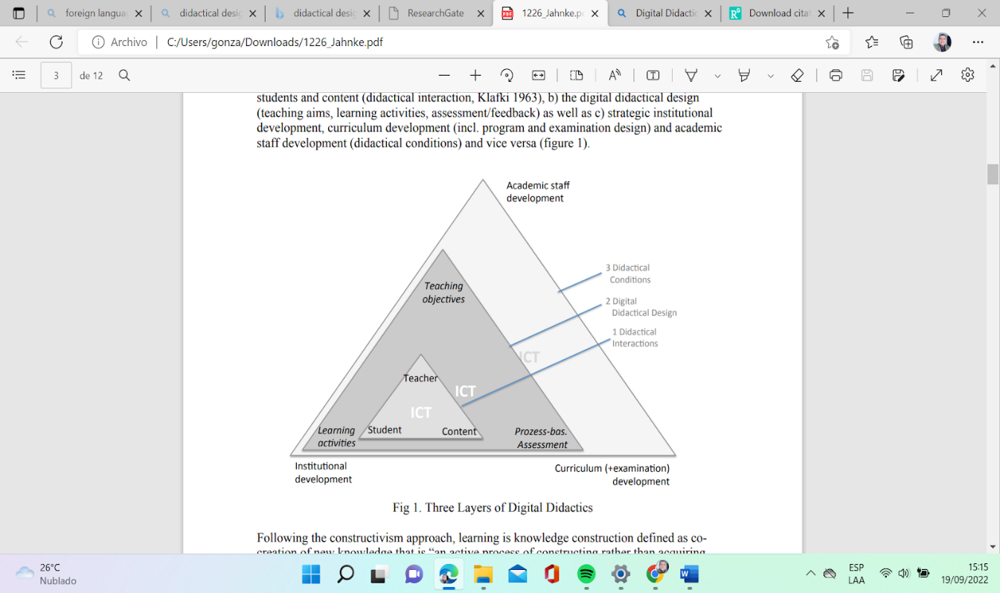 foreign langua
didactical desig
didactical desig
ResearchGate
1226_Jahnke.p
Digital Didactic
Download cita
Archivo
C:/Users/gonza/Downloads/1226_Jahnke.pdf
3
de 12
students and content (didactical interaction, Klafki 1963), b) the digital didactical design
(teaching aims, learning activities, assessment/feedback) as well as c) strategic institutional
development, curriculum development (incl. program and examination design) and academic
staff development (didactical conditions) and vice versa (figure 1).
Academic staff
development
3 Didactical
Conditions
Teaching
objectives
2 Digital
Didactical Design
1 Didactical
Interactions
ICT
Teacher
ICT
ICT
Learning
activities
Student
Content
Prozess-bas.
Assessment
Institutional
development
Curriculum (+examination)
development
Fig 1. Three Layers of Digital Didactics
Following the constructivism approach, learning is knowledge construction defined as co-
creation of new knowledge that is “an active process of constructing rather than acquiring
26°C
Nublado
ESP
LAA
15:15
19/09/2022